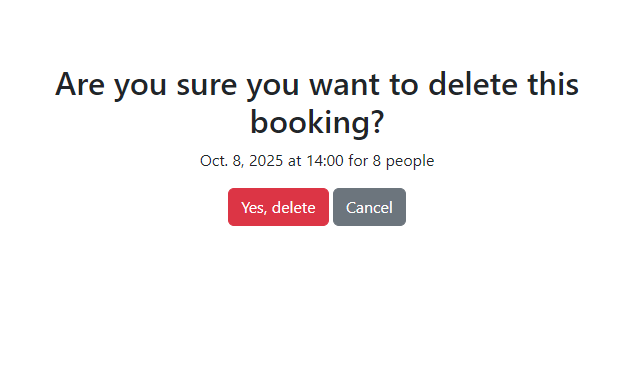 Are you sure you want to delete this
booking?
Oct. 8, 2025 at 14:00 for 8 people
Yes, delete
Cancel